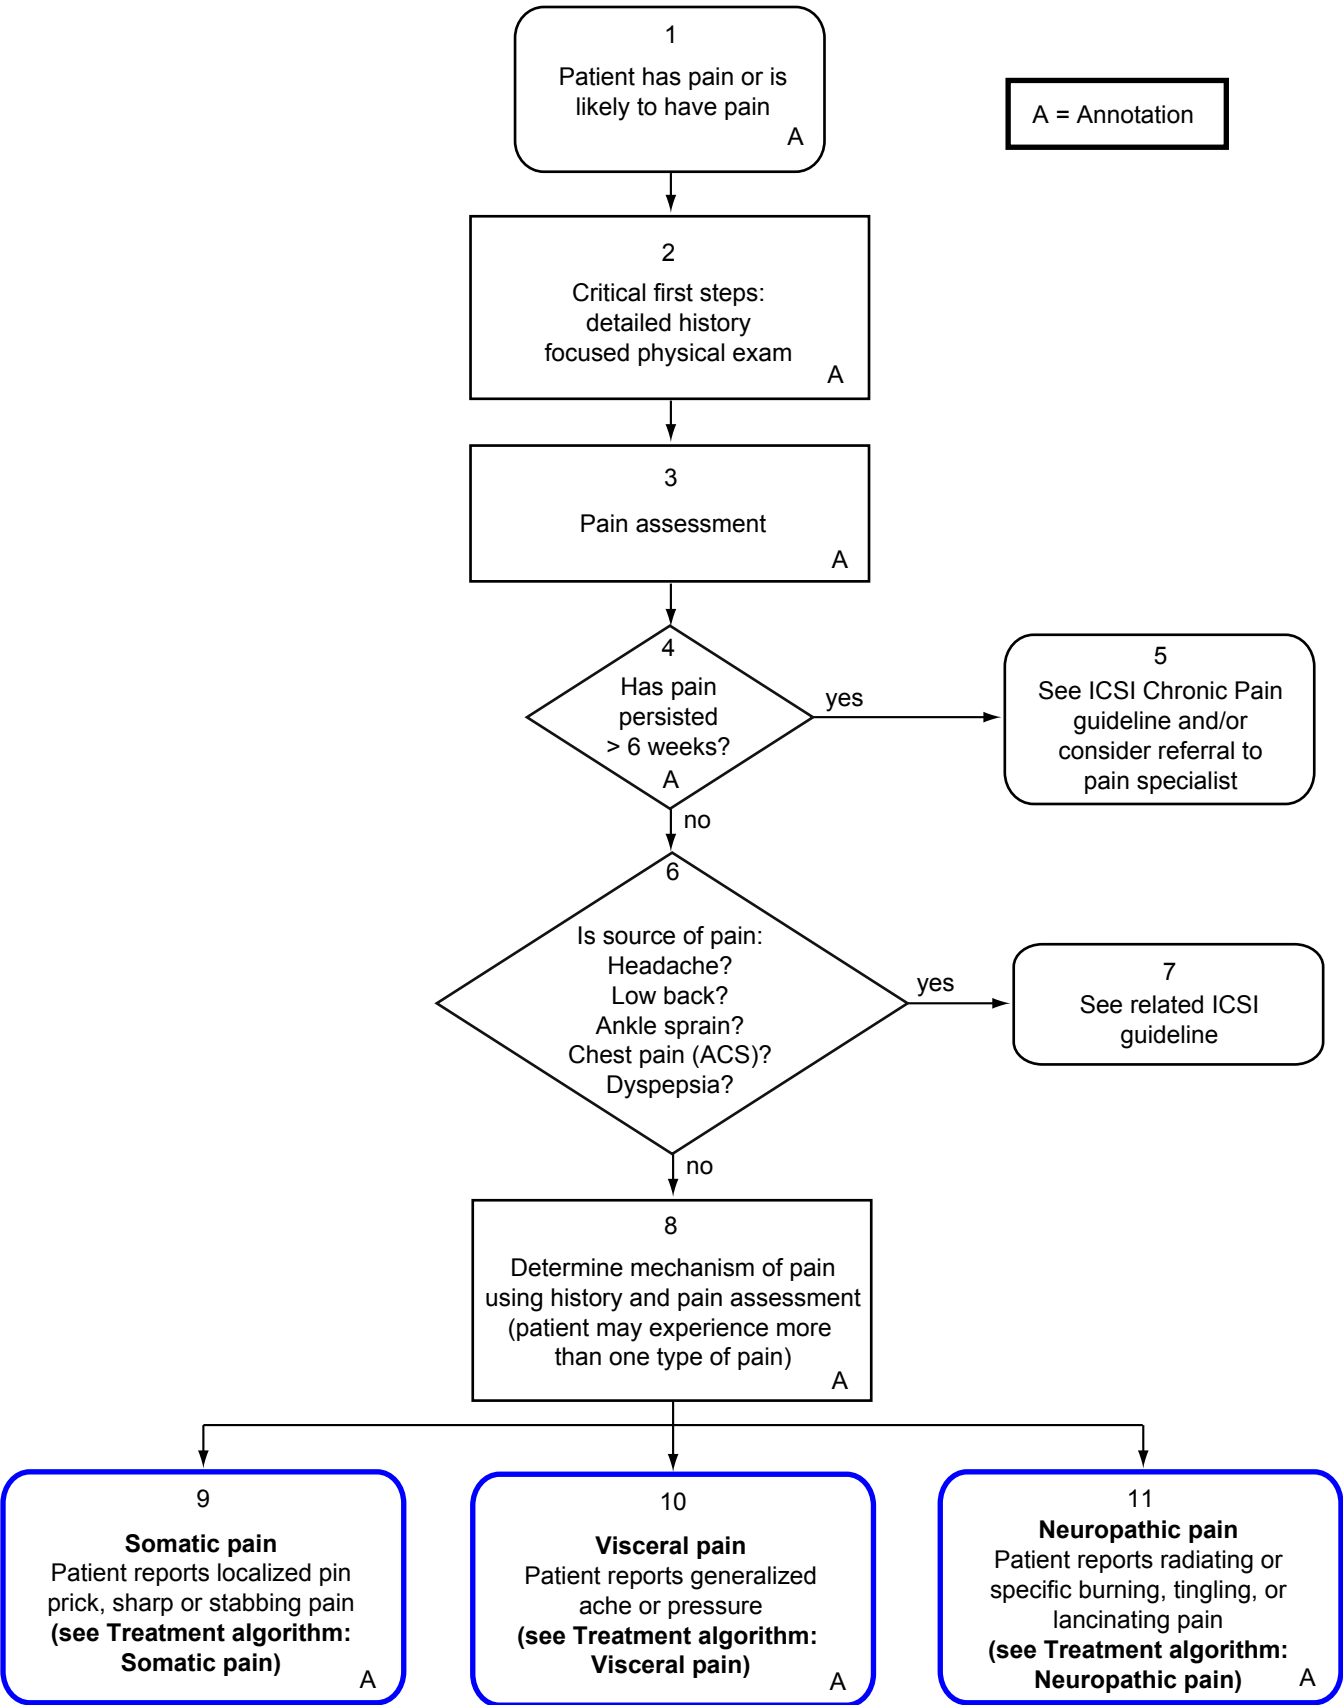 1
Patient has pain or is
likely to have pain
A
A = Annotation
2
Critical first steps:
detailed history
focused physical exam
A
3
Pain assessment
A
4
Has pain
persisted
> 6 weeks?
A
yes
5
See ICSI Chronic Pain
guideline and/or
consider referral to
pain specialist
no
6
Is source of pain:
Headache?
Low back?
Ankle sprain?
Chest pain (ACS)?
Dyspepsia?
yes
7
See related ICSI
guideline
no
8
Determine mechanism of pain
using history and pain assessment
(patient may experience more
than one type of pain)
A
9
Somatic pain
Patient reports localized pin
prick, sharp or stabbing pain
(see Treatment algorithm:
Somatic pain)
A
10
Visceral pain
Patient reports generalized
ache or pressure
(see Treatment algorithm:
Visceral pain)
A
11
Neuropathic pain
Patient reports radiating or
specific burning, tingling, or
lancinating pain
(see Treatment algorithm:
Neuropathic pain)
A